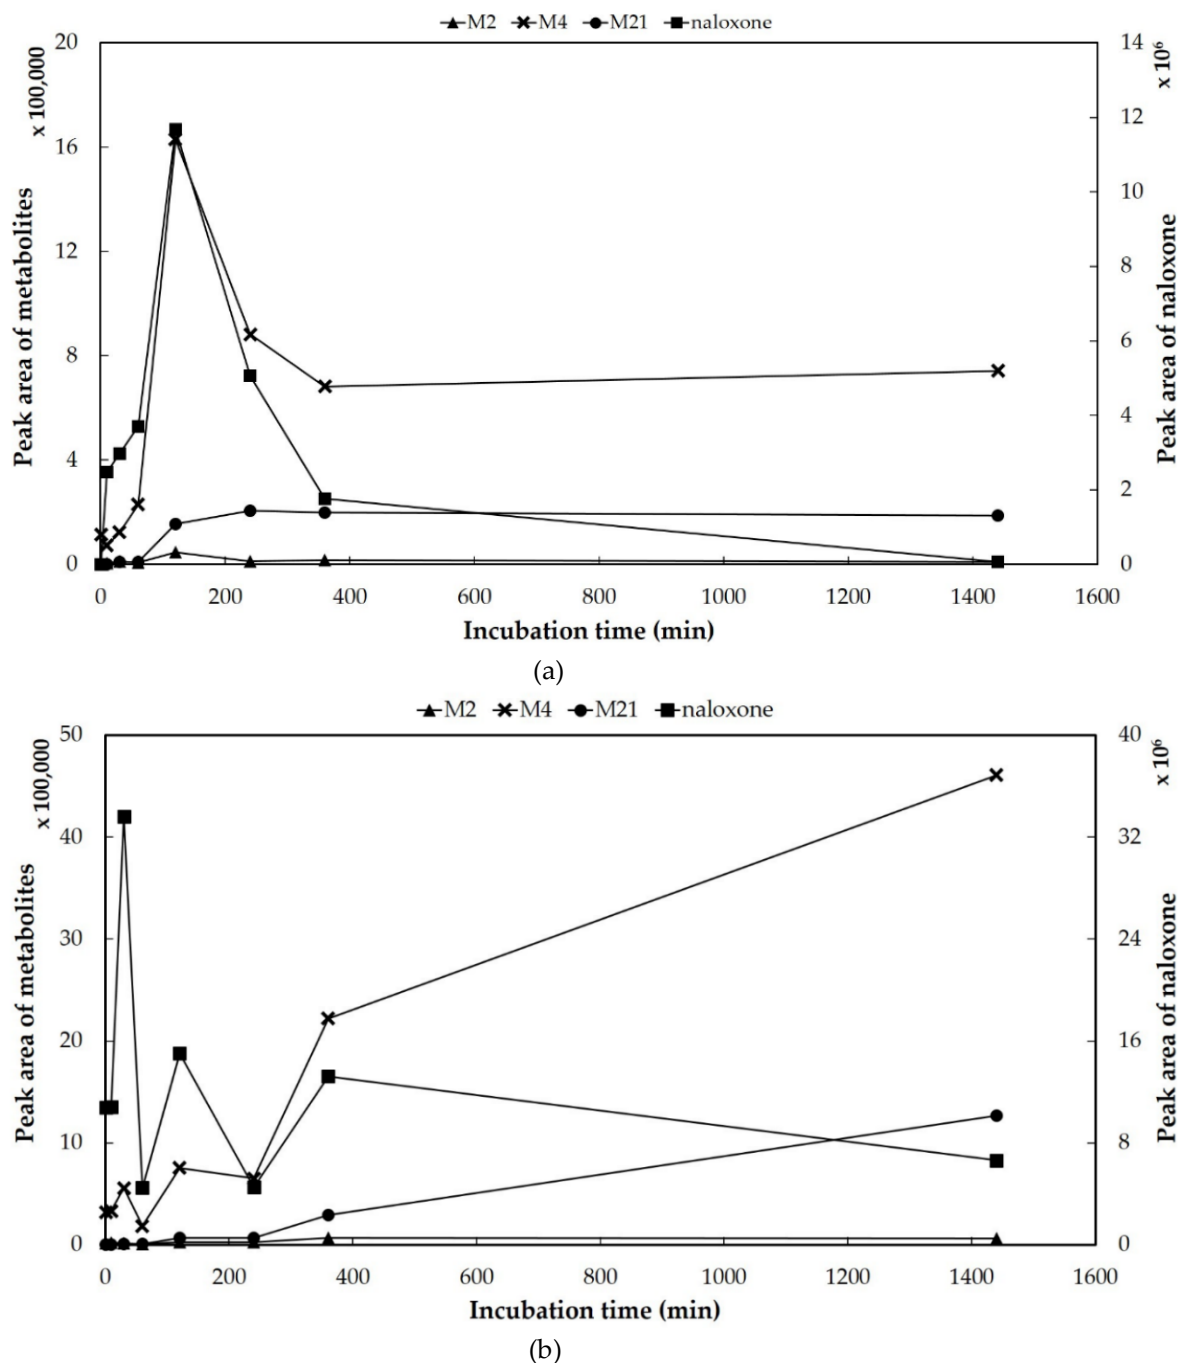 M2 M4 M21 naloxone
x 100,000
x 10⁶
20
16
12
8
4
0
14
12
10
8
6
4
2
0
Peak area of metabolites
Peak area of naloxone
0 200 400 600 800 1000 1200 1400 1600
Incubation time (min)
(a)
M2 M4 M21 naloxone
x 100,000
x 10⁶
50
40
30
20
10
0
40
32
24
16
8
0
Peak area of metabolites
Peak area of naloxone
0 200 400 600 800 1000 1200 1400 1600
Incubation time (min)
(b)